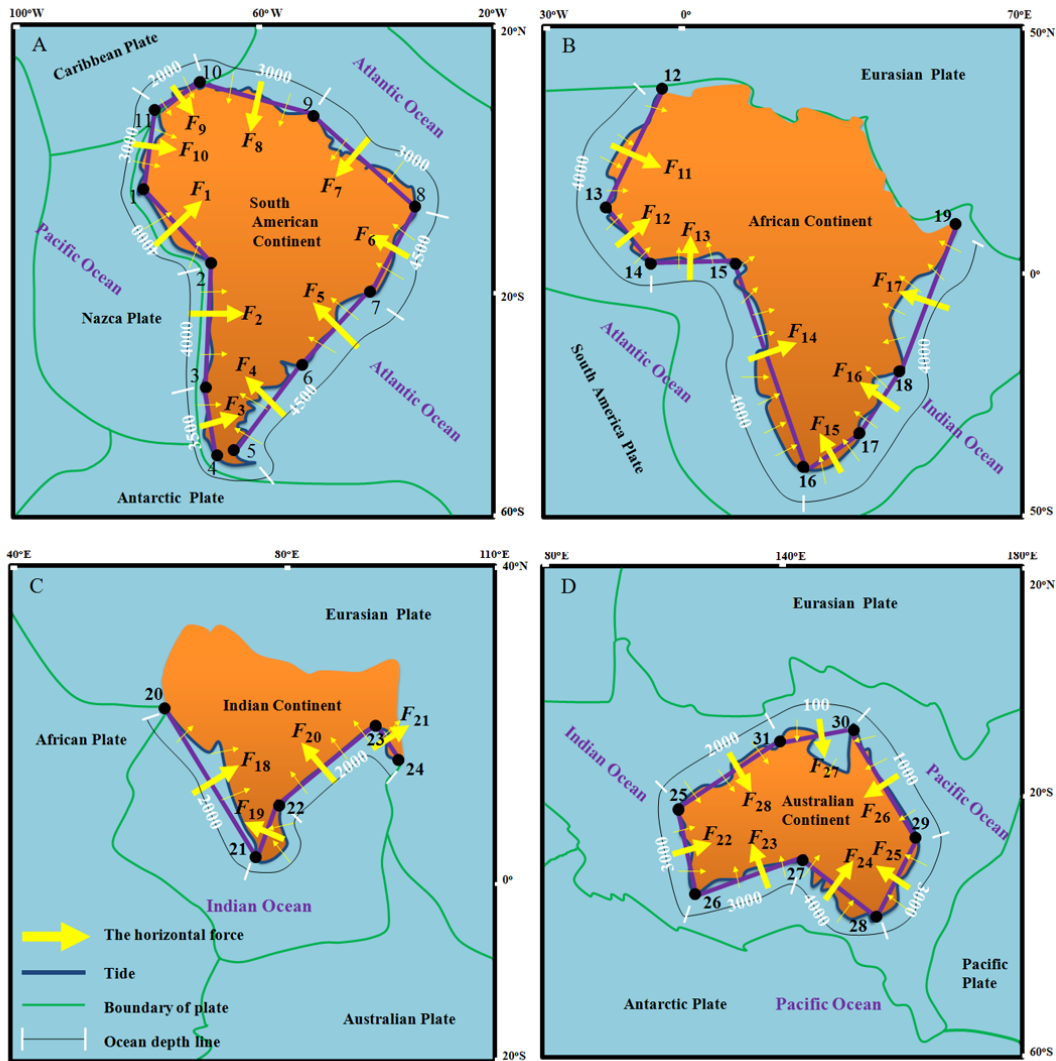 100°W
60°W
20°W
A
20°N
Caribbean Plate
Atlantic Ocean
2000
10
3000
11
9
F9
F8
3000
3000
F10
F7
1
F1
South
American
Continent
8
F6
4500
Pacific Ocean
2
F5
7
20°S
Nazca Plate
F2
4000
Atlantic Ocean
F4
6
3
F3
4500
3500
4
5
Antarctic Plate
60°S
30°W
0°
70°E
B
50°N
12
Eurasian Plate
4000
F11
13
F12
African Continent
19
F13
14
15
0°
F17
Atlantic Ocean
F14
South America Plate
4000
F16
18
4000
Indian Ocean
F15
17
16
50°S
40°E
80°E
110°E
C
40°N
Eurasian Plate
20
Indian Continent
African Plate
F21
23
F20
24
F18
2000
2000
F19
22
21
0°
Indian Ocean
The horizontal force
Tide
Boundary of plate
Ocean depth line
Australian Plate
20°S
80°E
140°E
180°E
D
20°N
Eurasian Plate
100
30
31
2000
F27
1000
Indian Ocean
Pacific Ocean
25
F28
Australian
Continent
F26
20°S
29
F22
F23
F25
3000
27
F24
26
3000
4000
3000
28
Pacific
Plate
Antarctic Plate
Pacific Ocean
60°S